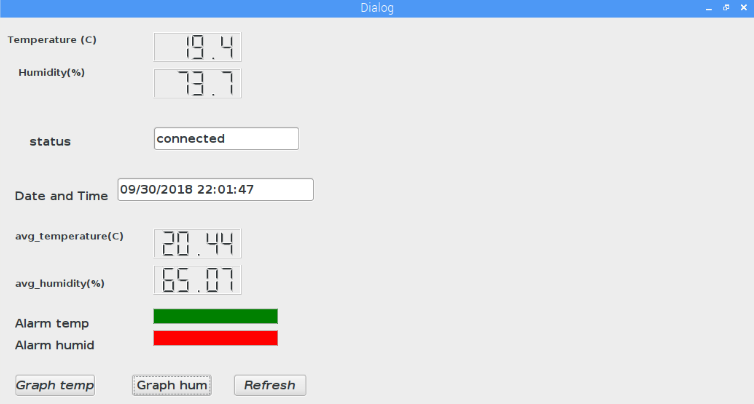 Dialog
Temperature (C) 19.4
Humidity(%) 73.7
status connected
Date and Time 09/30/2018 22:01:47
avg_temperature(C) 20.44
avg_humidity(%) 65.07
Alarm temp
Alarm humid
Graph temp Graph hum Refresh